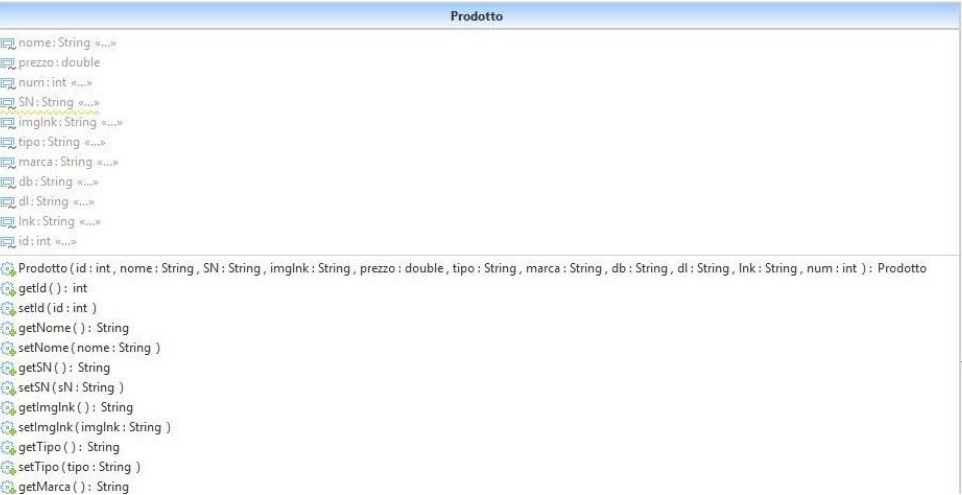 Prodotto
nome : String «...»
prezzo : double
num : int «...»
SN : String «...»
imglnk : String «...»
tipo : String «...»
marca : String «...»
db : String «...»
dl : String «...»
lnk : String «...»
id : int «...»
Prodotto ( id : int , nome : String , SN : String , imglnk : String , prezzo : double , tipo : String , marca : String , db : String , dl : String , lnk : String , num : int ) : Prodotto
getId ( ) : int
setId ( id : int )
getNome ( ) : String
setNome ( nome : String )
getSN ( ) : String
setSN ( sN : String )
getImglnk ( ) : String
setImglnk ( imglnk : String )
getTipo ( ) : String
setTipo ( tipo : String )
getMarca ( ) : String